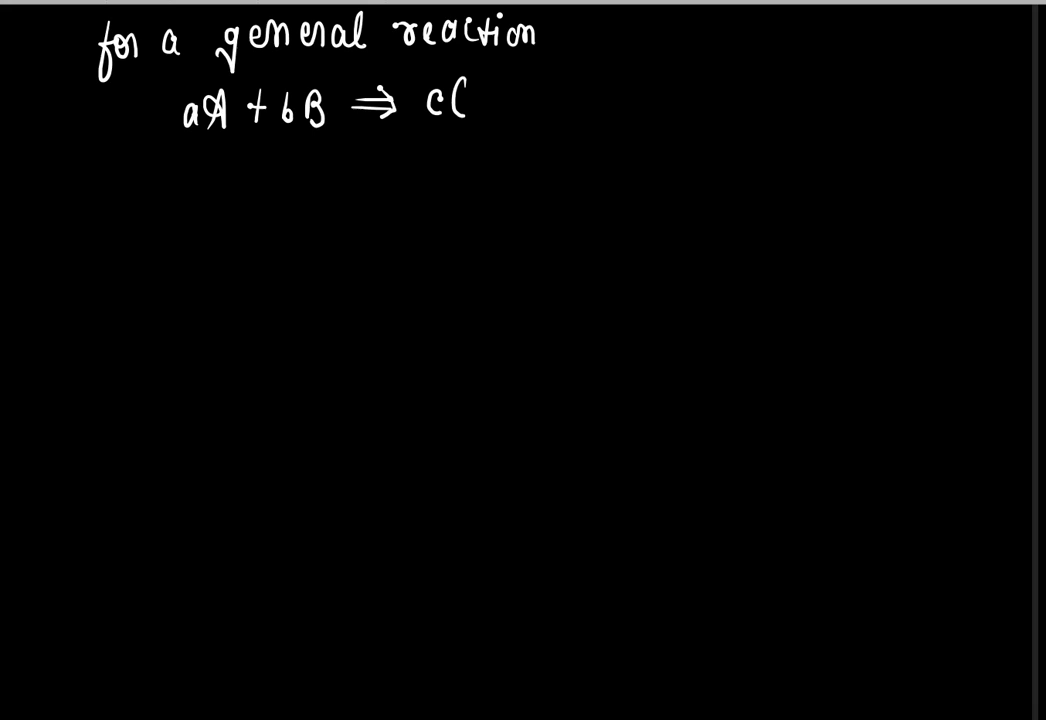 for a general reaction
aA + bB ⇒ cC